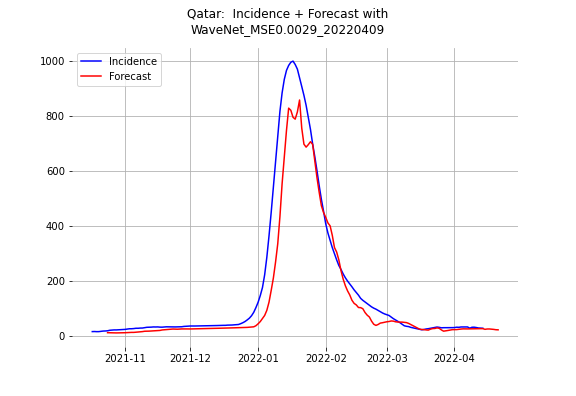 Qatar:  Incidence + Forecast with
WaveNet_MSE0.0029_20220409
Incidence
Forecast
1000
800
600
400
200
0
2021-11 2021-12 2022-01 2022-02 2022-03 2022-04